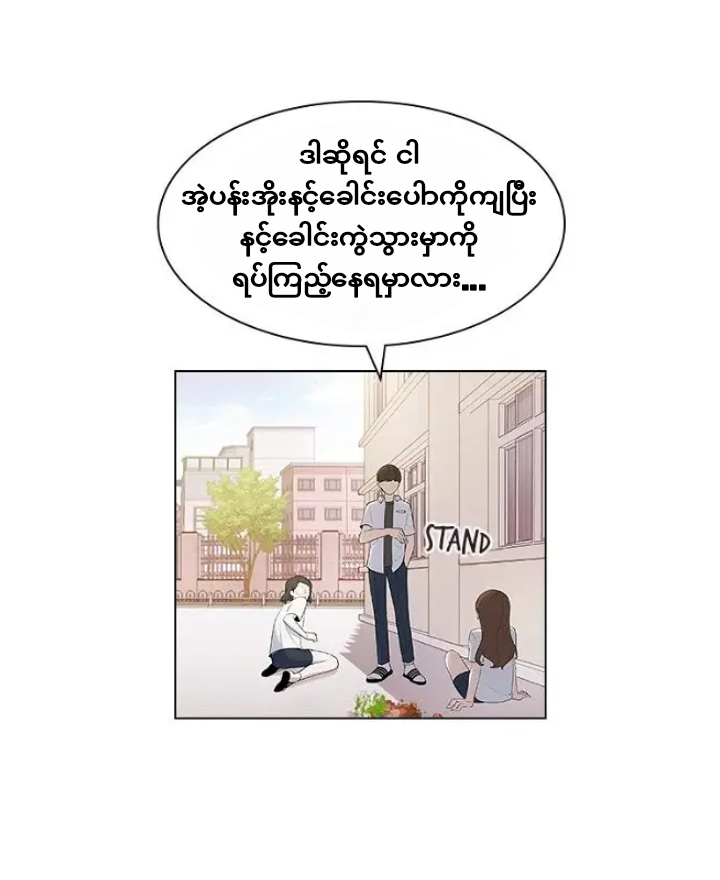 ဒါဆိုရင် ငါ
အဲ့ပန်းအိုးနင့်ခေါင်းပေါ်ကိုကျပြီး
နင့်ခေါင်းကွဲသွားမှာကို
ရပ်ကြည့်နေရမှာလား...
STAND